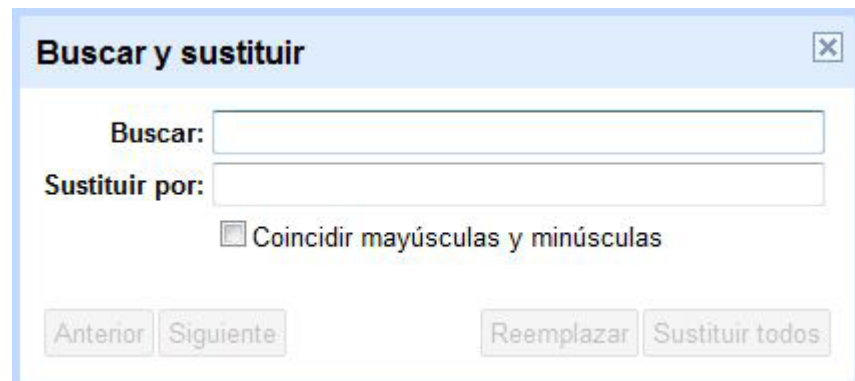 Buscar y sustituir
Buscar:
Sustituir por:
Coincidir mayúsculas y minúsculas
Anterior Siguiente Reemplazar Sustituir todos